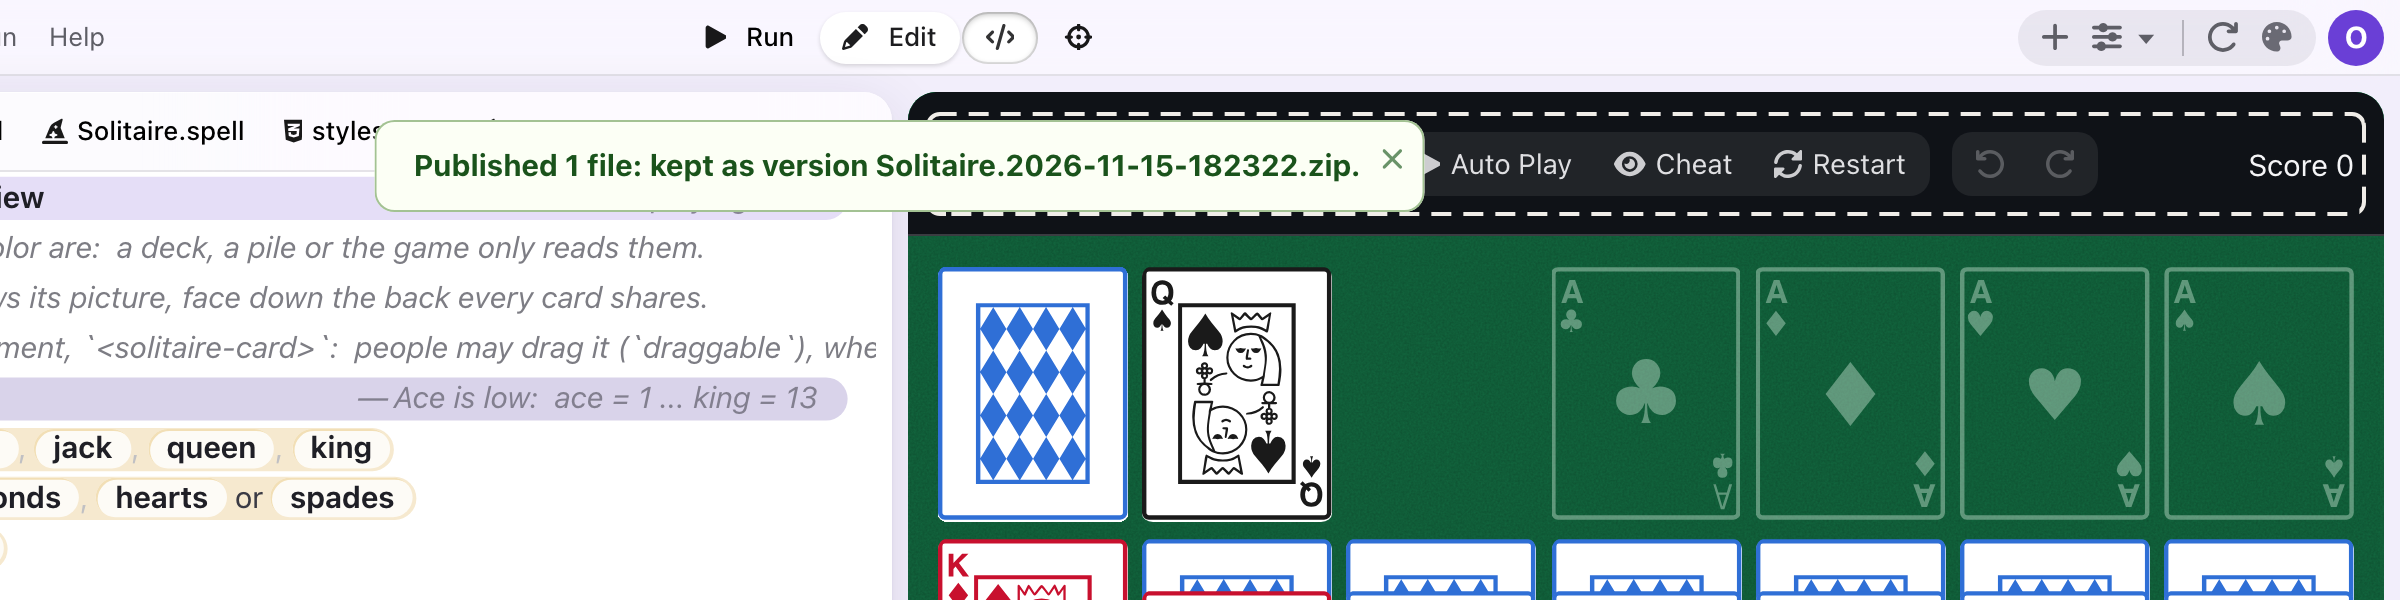 Help
Run
Edit
</>
O
Solitaire.spell
Published 1 file: kept as version Solitaire.2026-11-15-182322.zip.
Auto Play
Cheat
Restart
Score 0
olor are: a deck, a pile or the game only reads them.
vs its picture, face down the back every card shares.
ment, `<solitaire-card>`: people may drag it (`draggable`), whe
— Ace is low: ace = 1 ... king = 13
, jack , queen , king
onds , hearts or spades
Q
Q
A
A
A
A
A
A
A
A
K